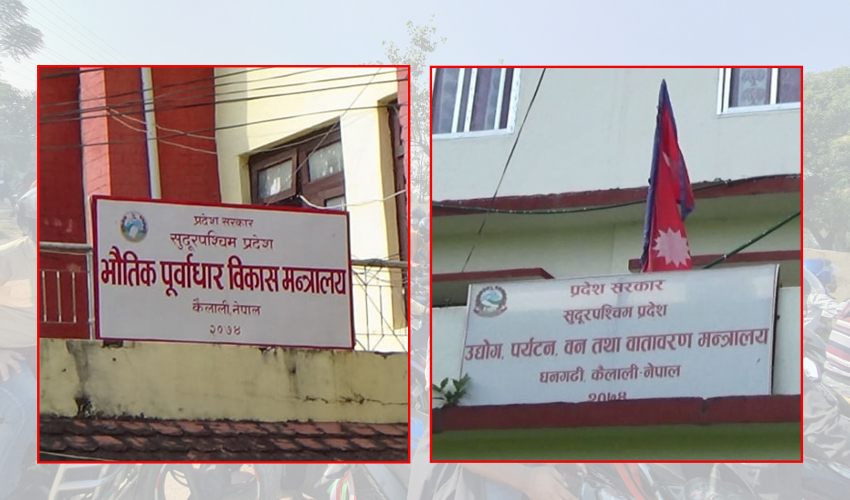 प्रदेश सरकार
सुदूरपश्चिम प्रदेश
भौतिक पूर्वाधार विकास मन्त्रालय
कैलाली,नेपाल
२०७४
प्रदेश सरकार
सुदूरपश्चिम प्रदेश
उद्योग, पर्यटन, वन तथा वातावरण मन्त्रालय
धनगढी, कैलाली-नेपाल
२०७४